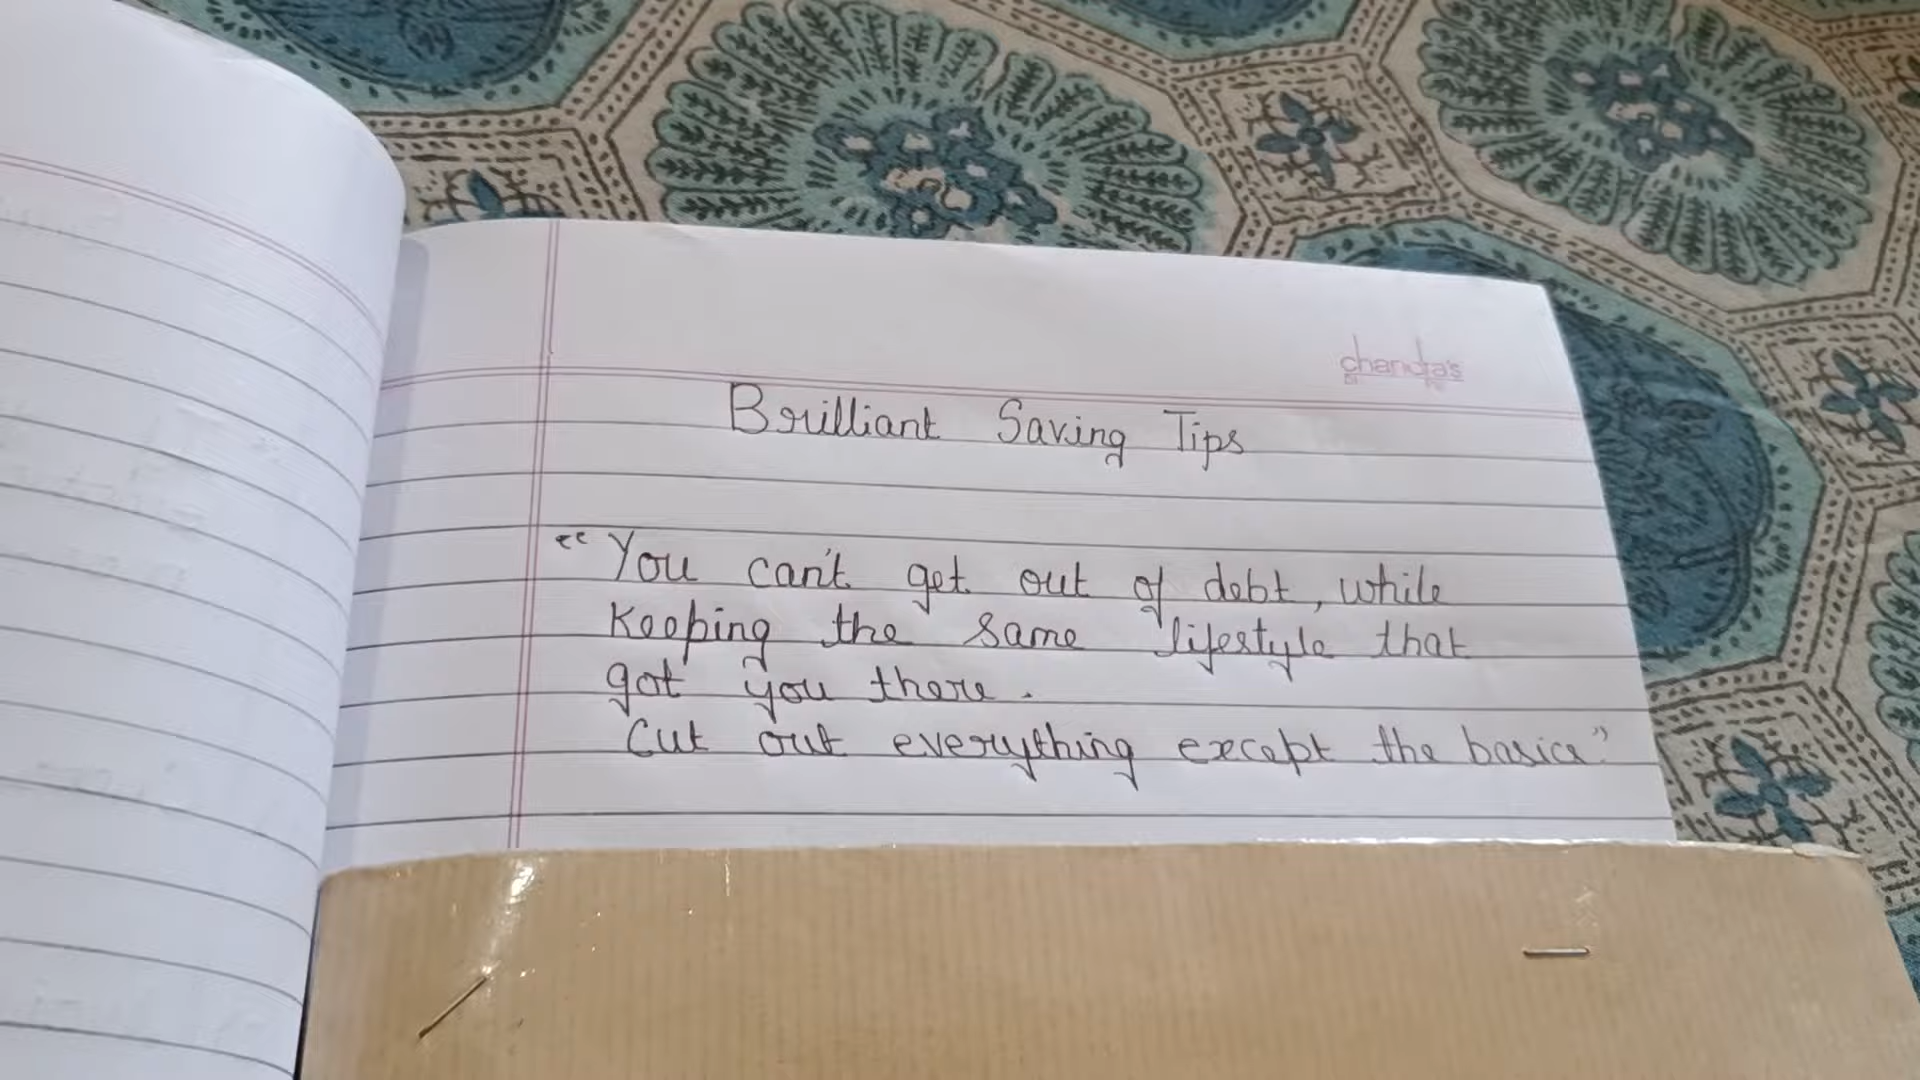 chandra's
Brilliant Saving Tips
“You can't get out of debt, while
keeping the same lifestyle that
got you there.
Cut out everything except the basics”